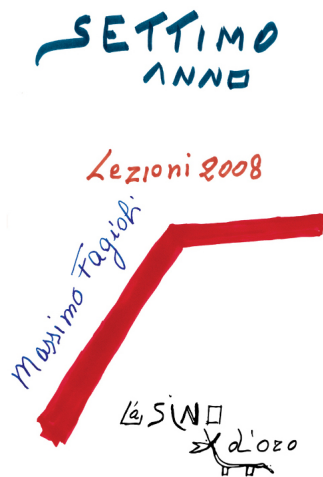 SETTIMO
ANNO
Lezioni 2008
Massimo Fagioli
L'ASINO
d'oro